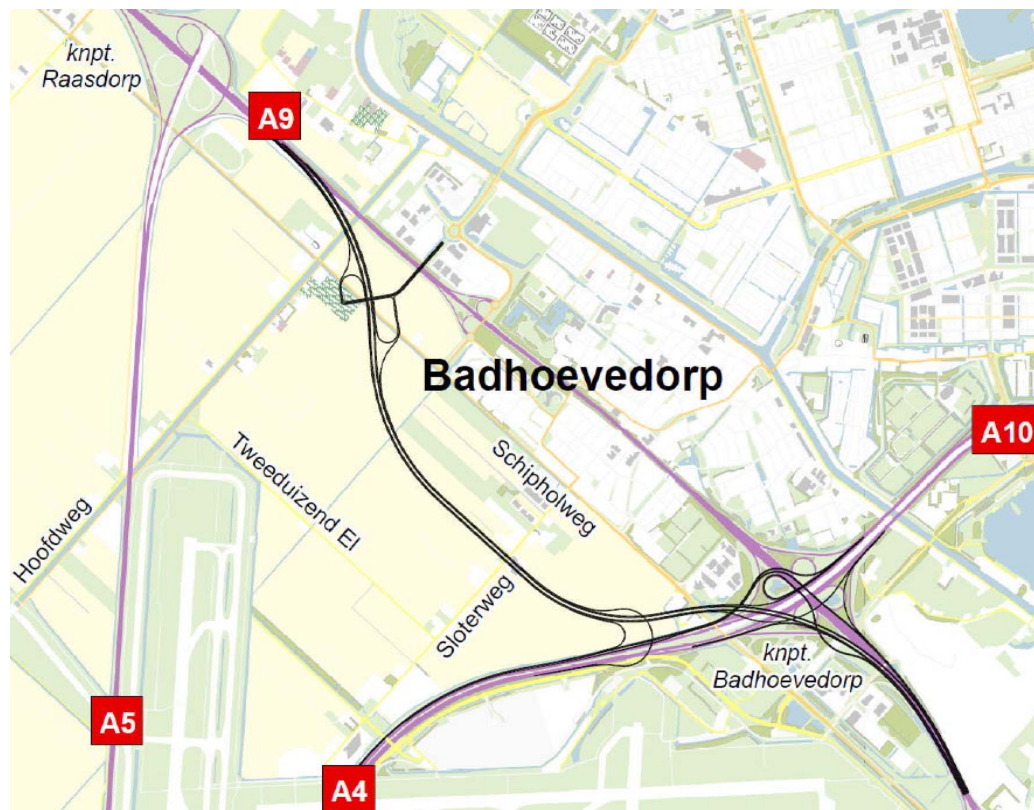 knpt.
Raasdorp
A9
Badhoevedorp
A10
Schipholweg
Tweeduizend El
Hoofdweg
Sloterweg
knpt.
Badhoevedorp
A5
A4